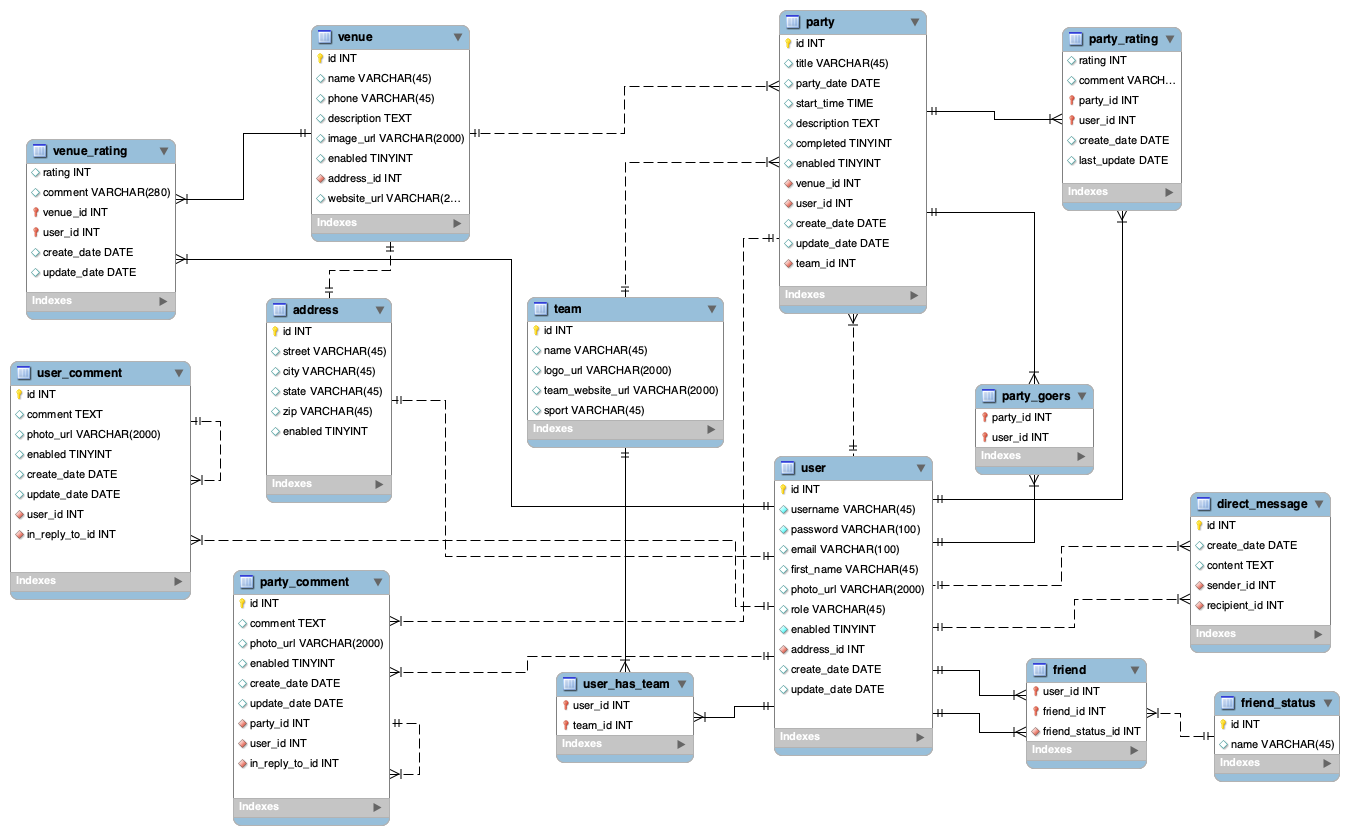 venue
id INT
name VARCHAR(45)
phone VARCHAR(45)
description TEXT
image_url VARCHAR(2000)
enabled TINYINT
address_id INT
website_url VARCHAR(2...
Indexes
party
id INT
title VARCHAR(45)
party_date DATE
start_time TIME
description TEXT
completed TINYINT
enabled TINYINT
venue_id INT
user_id INT
create_date DATE
update_date DATE
team_id INT
Indexes
party_rating
rating INT
comment VARCH...
party_id INT
user_id INT
create_date DATE
last_update DATE
Indexes
venue_rating
rating INT
comment VARCHAR(280)
venue_id INT
user_id INT
create_date DATE
update_date DATE
Indexes
address
id INT
street VARCHAR(45)
city VARCHAR(45)
state VARCHAR(45)
zip VARCHAR(45)
enabled TINYINT
Indexes
team
id INT
name VARCHAR(45)
logo_url VARCHAR(2000)
team_website_url VARCHAR(2000)
sport VARCHAR(45)
Indexes
user_comment
id INT
comment TEXT
photo_url VARCHAR(2000)
enabled TINYINT
create_date DATE
update_date DATE
user_id INT
in_reply_to_id INT
Indexes
party_goers
party_id INT
user_id INT
Indexes
user
id INT
username VARCHAR(45)
password VARCHAR(100)
email VARCHAR(100)
first_name VARCHAR(45)
photo_url VARCHAR(2000)
role VARCHAR(45)
enabled TINYINT
address_id INT
create_date DATE
update_date DATE
Indexes
direct_message
id INT
create_date DATE
content TEXT
sender_id INT
recipient_id INT
Indexes
party_comment
id INT
comment TEXT
photo_url VARCHAR(2000)
enabled TINYINT
create_date DATE
update_date DATE
party_id INT
user_id INT
in_reply_to_id INT
Indexes
user_has_team
user_id INT
team_id INT
Indexes
friend
user_id INT
friend_id INT
friend_status_id INT
Indexes
friend_status
id INT
name VARCHAR(45)
Indexes